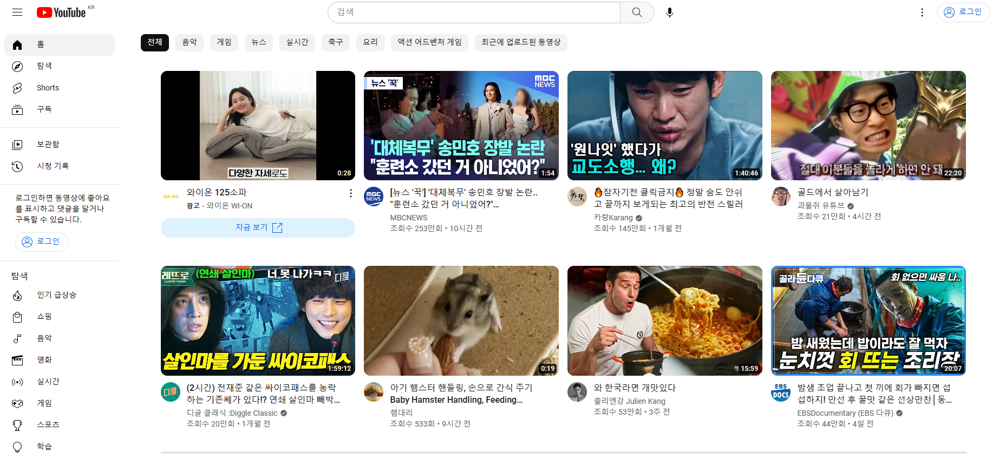 YouTube KR
검색
로그인
홈
탐색
Shorts
구독
보관함
시청 기록
로그인하면 동영상에 좋아요
를 표시하고 댓글을 달거나
구독할 수 있습니다.
로그인
탐색
인기 급상승
쇼핑
음악
영화
실시간
게임
스포츠
학습
전체
음악
게임
뉴스
실시간
축구
요리
액션 어드벤처 게임
최근에 업로드된 동영상
다양한 자세로도
0:28
WI-ON
와이온 125소파
광고 · 와이온 WI-ON
지금 보기
뉴스 '꾹'
MBC
NEWS
'대체복무' 송민호 장발 논란
"훈련소 갔던 거 아니었어?"
1:54
MBC
NEWS
[뉴스 '꾹'] '대체복무' 송민호 장발 논란..
"훈련소 갔던 거 아니었어?"...
MBCNEWS
조회수 253만회 • 10시간 전
'원나잇' 했다가
교도소행... 왜?
1:40:46
카랑
🔥잠자기전 클릭금지🔥 정말 숨도 안쉬
고 끝까지 보게되는 최고의 반전 스릴러
카랑Karang
조회수 145만회 • 1개월 전
절대 이분들을 놀라게 하면 안 돼
22:20
골드에서 살아남기
괴물쥐 유튜브
조회수 21만회 • 4시간 전
레뜨로
LEGEND DRAMA
(연쇄 살인마)
너 못 나가ㅋㅋ
디클
살인마를 가둔 싸이코패스
1:59:12
디클
(2시간) 전재준 같은 싸이코패스를 농락
하는 기존쎄가 있다!? 연쇄 살인마 빼박...
디글 클래식 :Diggle Classic
조회수 20만회 • 1개월 전
0:19
아기 햄스터 핸들링, 손으로 간식 주기
Baby Hamster Handling, Feeding...
햄대리
조회수 533회 • 9시간 전
15:59
와 한국라면 개맛있다
줄리엔강 Julien Kang
조회수 53만회 • 3주 전
골라듄다큐
회 없으면 싸움 나..
밤 새웠는데 밥이라도 잘 먹자
눈치껏 회 뜨는 조리장
20:07
EBS
DOCS
밤샘 조업 끝나고 첫 끼에 회가 빠지면 섭
섭하지! 만선 후 꿀맛 같은 선상만찬│동...
EBSDocumentary (EBS 다큐)
조회수 44만회 • 4일 전